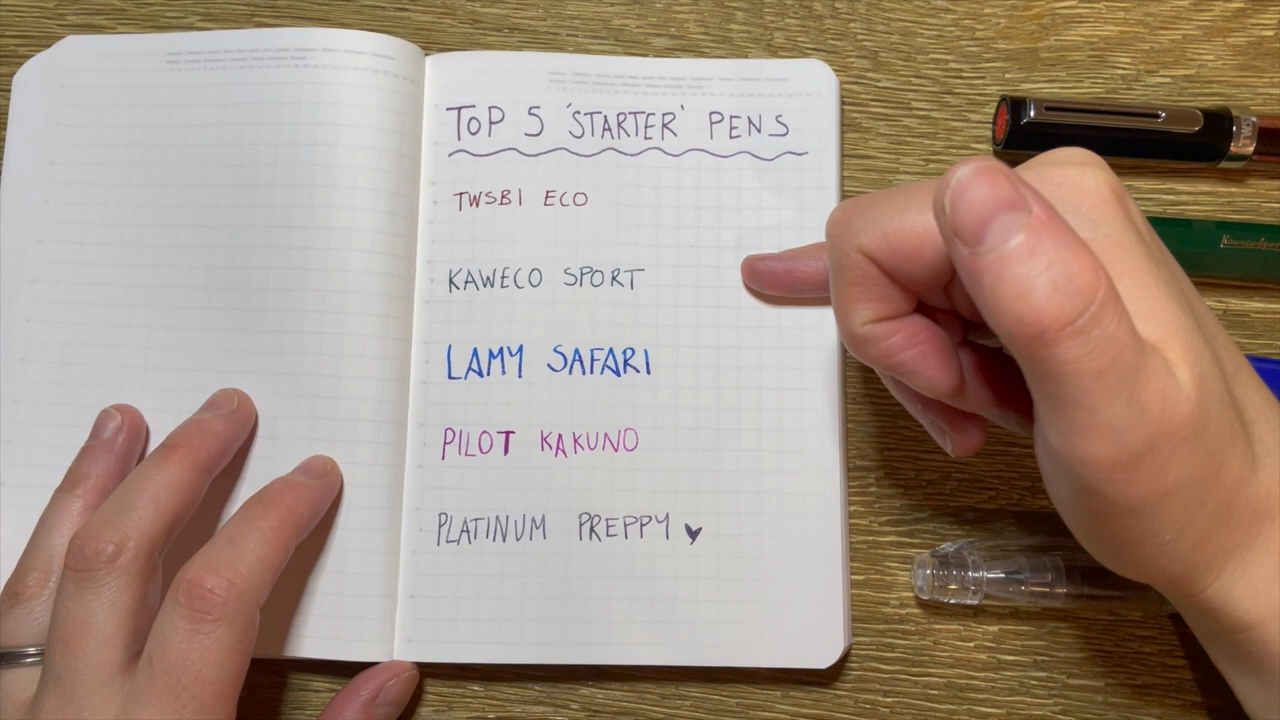 TOP 5 'STARTER' PENS
TWSBI ECO
KAWECO SPORT
LAMY SAFARI
PILOT KAKUNO
PLATINUM PREPPY